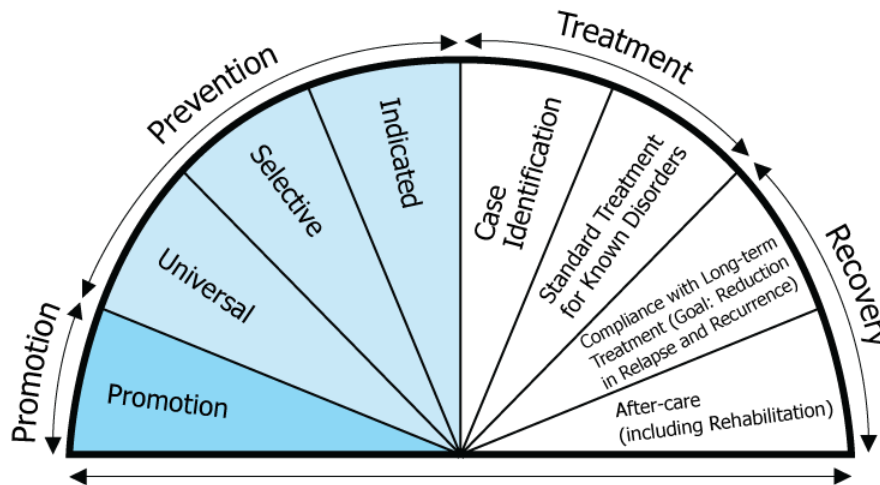 Promotion
Prevention
Treatment
Recovery
Promotion
Universal
Selective
Indicated
Case
Identification
Standard Treatment
for Known Disorders
Compliance with Long-term
Treatment (Goal: Reduction
in Relapse and Recurrence)
After-care
(including Rehabilitation)